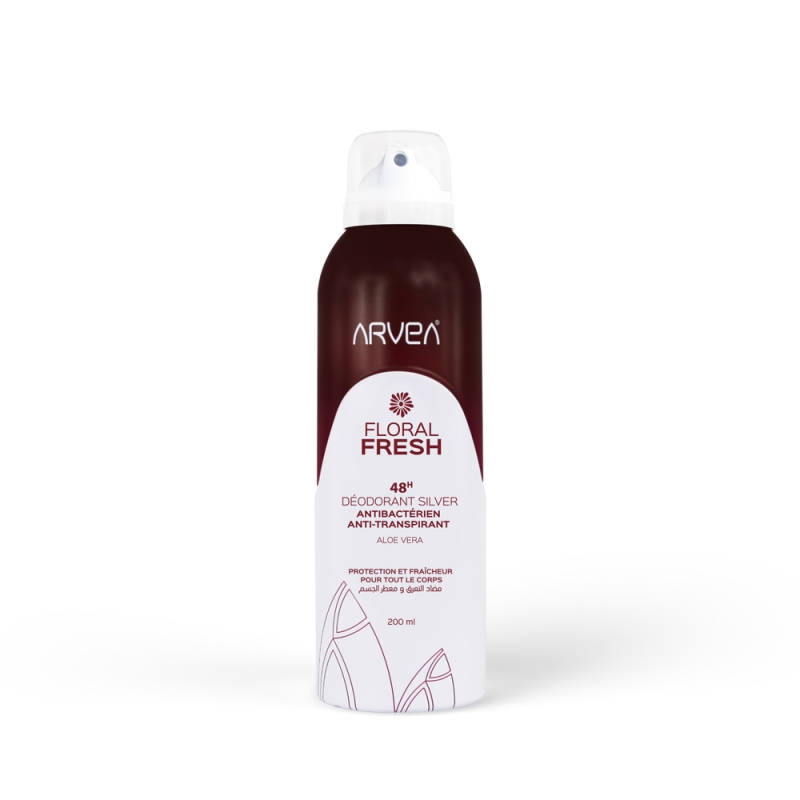 ARVEA®
FLORAL
FRESH
48H
DÉODORANT SILVER
ANTIBACTÉRIEN
ANTI-TRANSPIRANT
ALOE VERA
PROTECTION ET FRAÎCHEUR
POUR TOUT LE CORPS
مضاد التعرق و معطر الجسم
200 ml